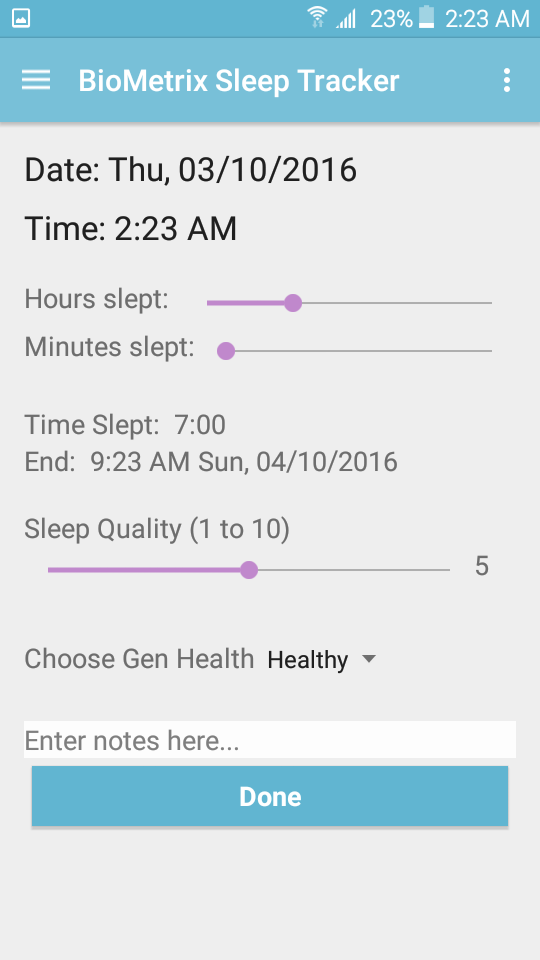 23% 2:23 AM
BioMetrix Sleep Tracker
Date: Thu, 03/10/2016
Time: 2:23 AM
Hours slept:
Minutes slept:
Time Slept: 7:00
End: 9:23 AM Sun, 04/10/2016
Sleep Quality (1 to 10)
5
Choose Gen Health Healthy
Enter notes here...
Done